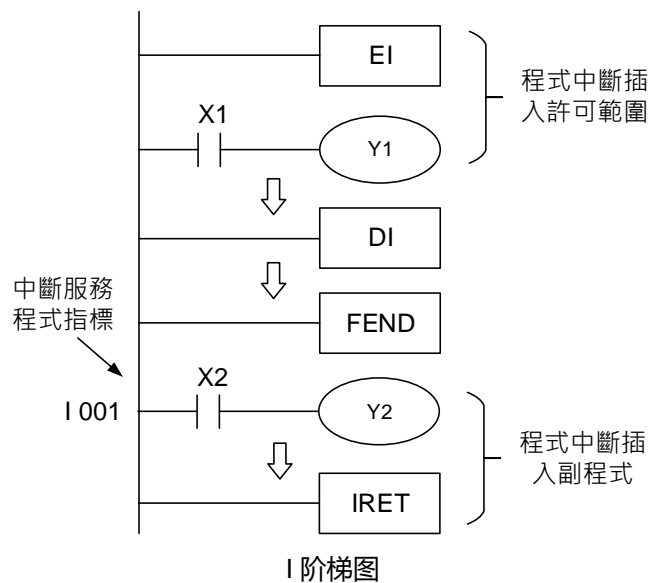 EI
程式中斷插
入許可範圍
X1
Y1
DI
中斷服務
程式指標
FEND
X2
I 001
Y2
程式中斷插
入副程式
IRET
I 阶梯图